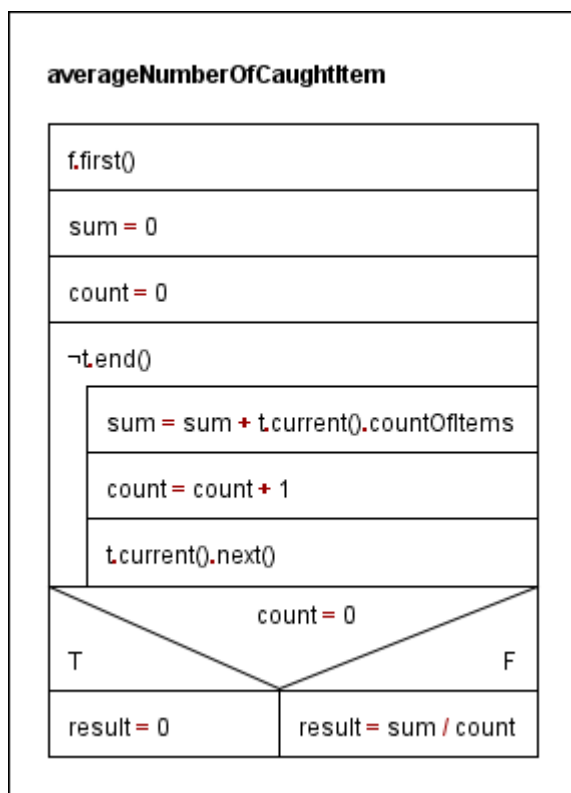 averageNumberOfCaughtItem
f.first()
sum = 0
count = 0
¬t.end()
sum = sum + t.current().countOfItems
count = count + 1
t.current().next()
count = 0
T F
result = 0 result = sum / count